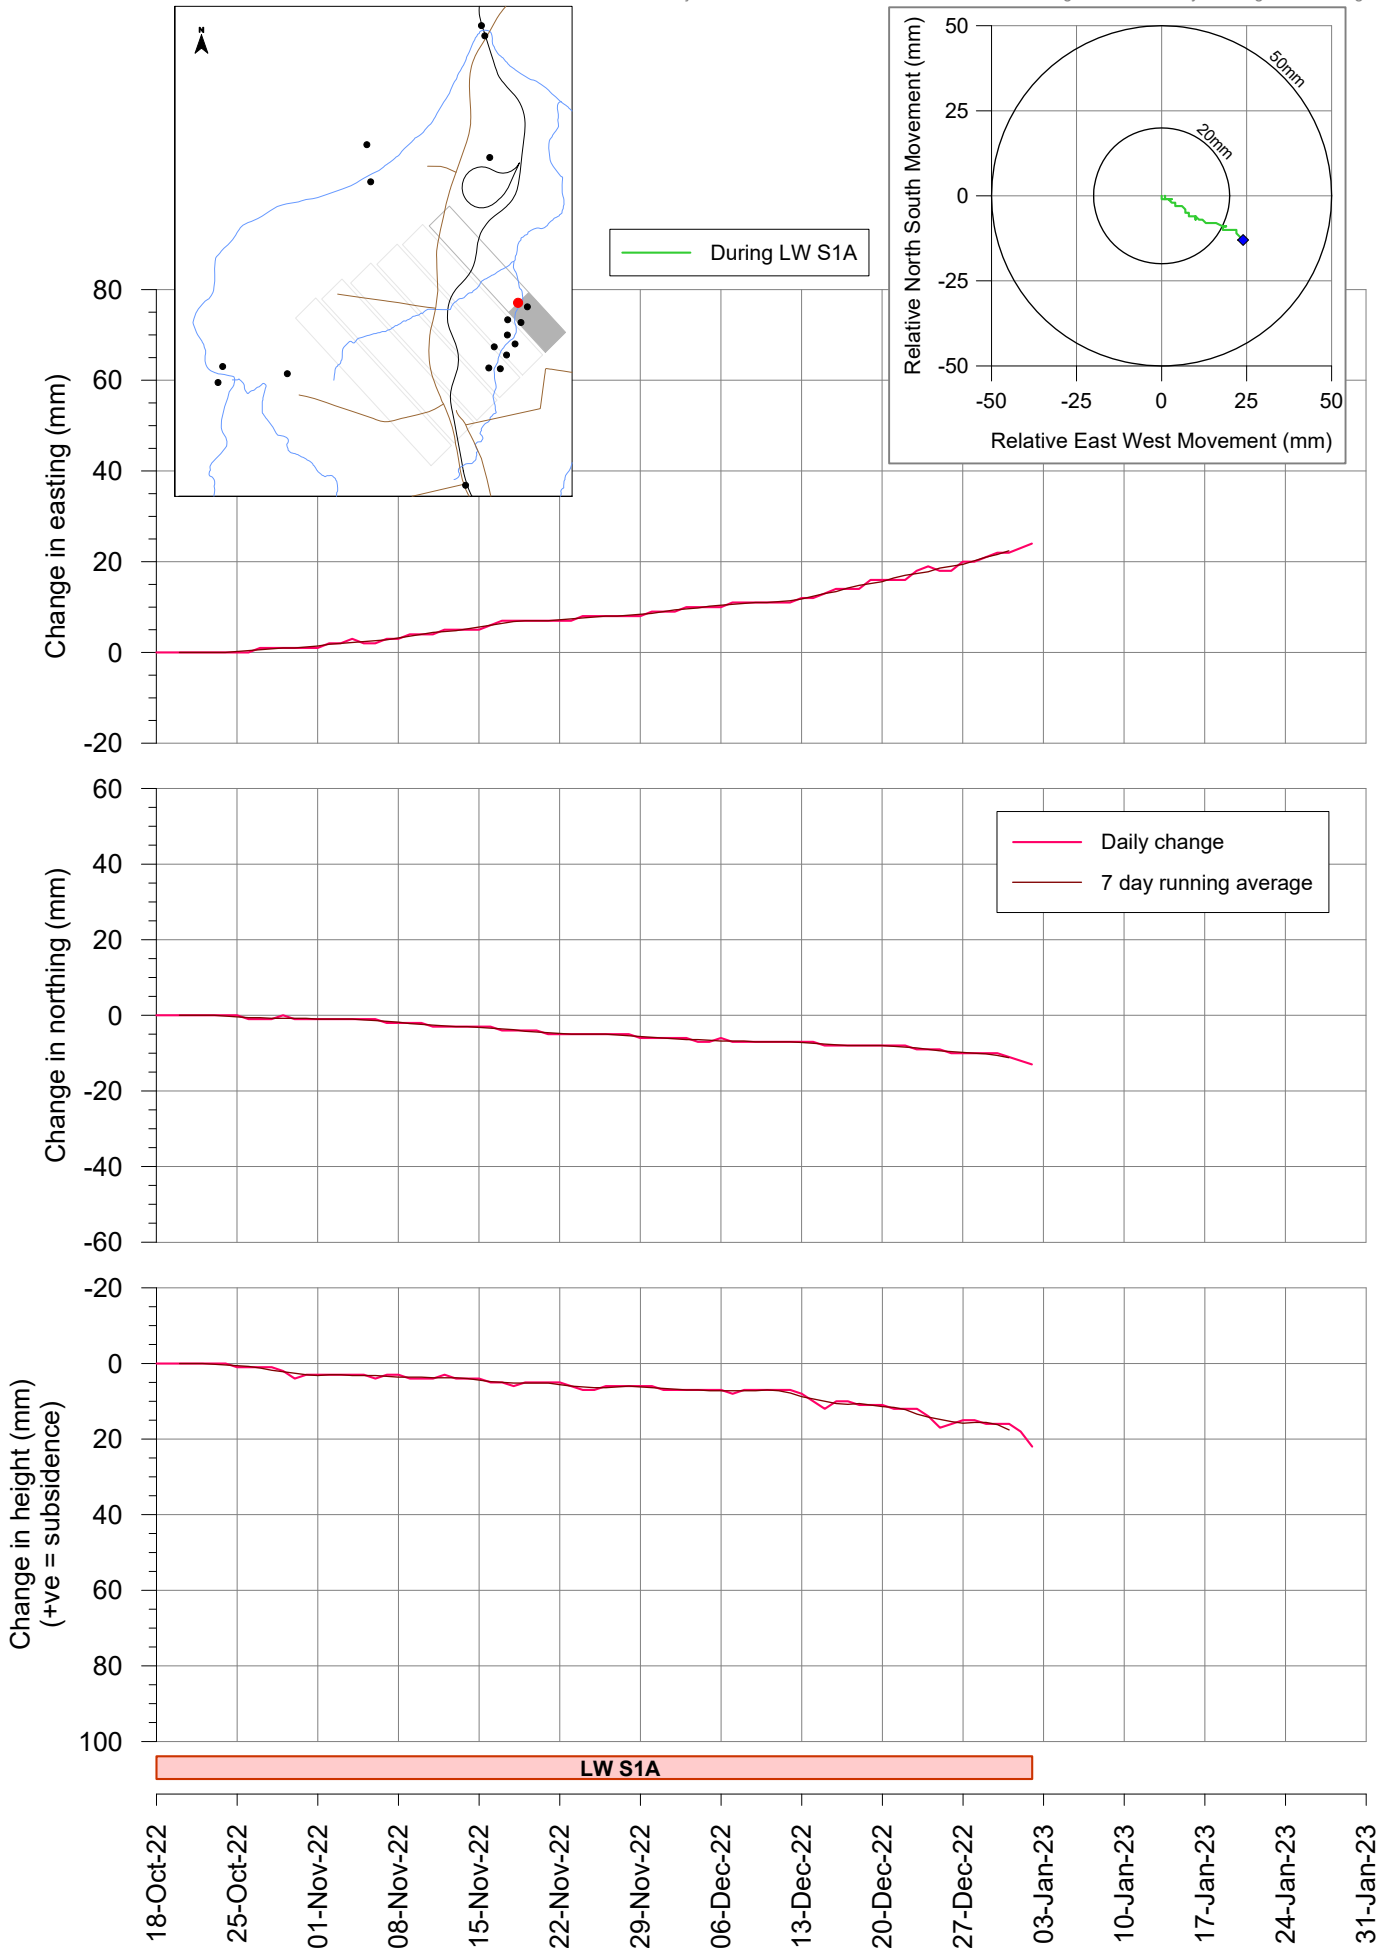 N
50mm
20mm
50
25
0
-25
-50
-50
-25
0
25
50
Relative North South Movement (mm)
Relative East West Movement (mm)
During LW S1A
80
60
40
20
0
-20
Change in easting (mm)
60
40
20
0
-20
-40
-60
Change in northing (mm)
Daily change
7 day running average
-20
0
20
40
60
80
100
Change in height (mm)
(+ve = subsidence)
LW S1A
18-Oct-22
25-Oct-22
01-Nov-22
08-Nov-22
15-Nov-22
22-Nov-22
29-Nov-22
06-Dec-22
13-Dec-22
20-Dec-22
27-Dec-22
03-Jan-23
10-Jan-23
17-Jan-23
24-Jan-23
31-Jan-23